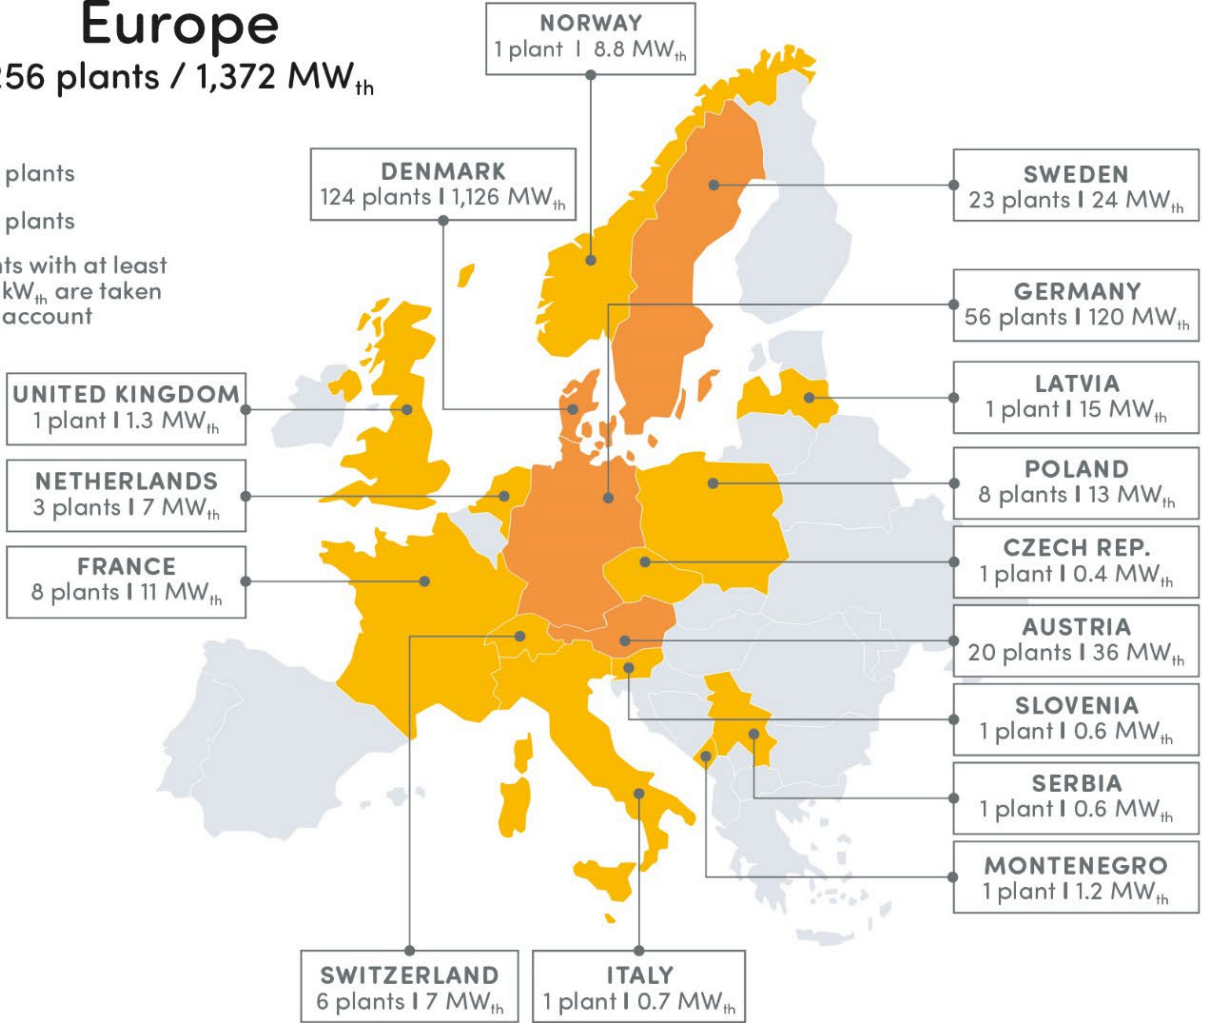 Europe
256 plants / 1,372 MWth
plants
plants
with at least
kWth are taken
account
NORWAY
1 plant I 8.8 MWth
DENMARK
124 plants I 1,126 MWth
SWEDEN
23 plants I 24 MWth
GERMANY
56 plants I 120 MWth
UNITED KINGDOM
1 plant I 1.3 MWth
LATVIA
1 plant I 15 MWth
NETHERLANDS
3 plants I 7 MWth
POLAND
8 plants I 13 MWth
FRANCE
8 plants I 11 MWth
CZECH REP.
1 plant I 0.4 MWth
AUSTRIA
20 plants I 36 MWth
SLOVENIA
1 plant I 0.6 MWth
SERBIA
1 plant I 0.6 MWth
MONTENEGRO
1 plant I 1.2 MWth
SWITZERLAND
6 plants I 7 MWth
ITALY
1 plant I 0.7 MWth